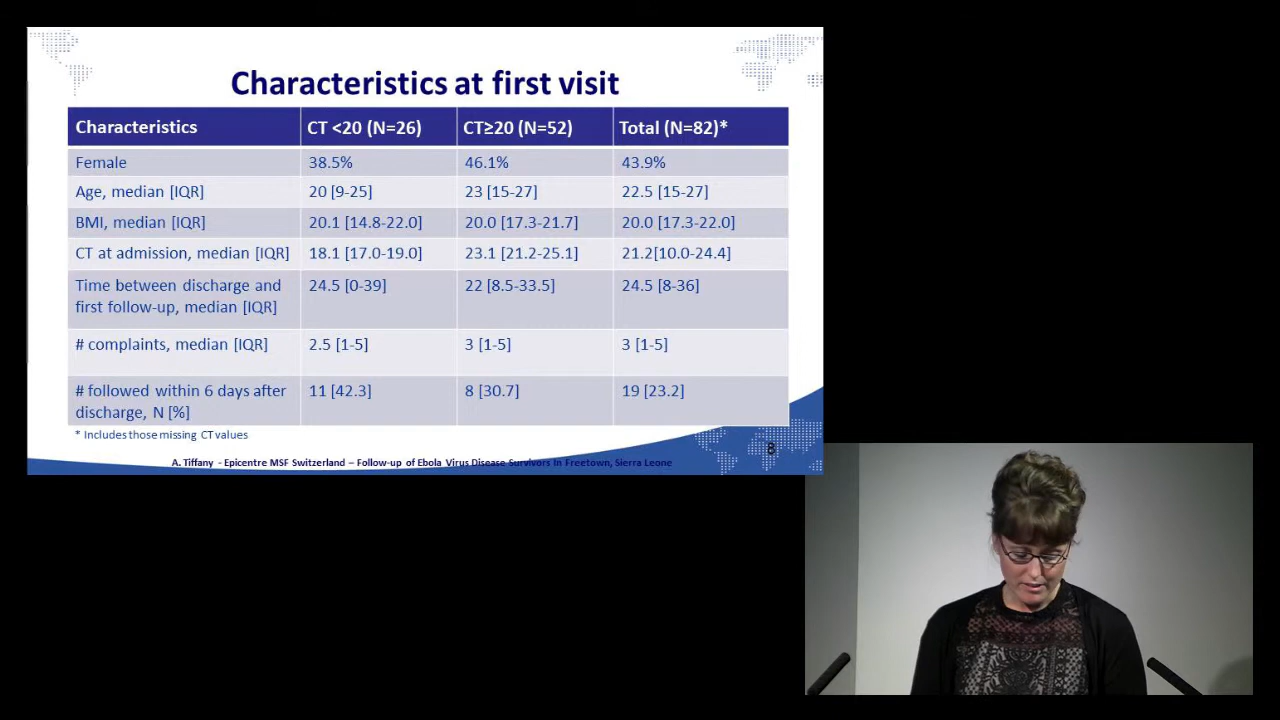 Characteristics at first visit
Characteristics CT <20 (N=26) CT≥20 (N=52) Total (N=82)*
Female 38.5% 46.1% 43.9%
Age, median [IQR] 20 [9-25] 23 [15-27] 22.5 [15-27]
BMI, median [IQR] 20.1 [14.8-22.0] 20.0 [17.3-21.7] 20.0 [17.3-22.0]
CT at admission, median [IQR] 18.1 [17.0-19.0] 23.1 [21.2-25.1] 21.2[10.0-24.4]
Time between discharge and 24.5 [0-39] 22 [8.5-33.5] 24.5 [8-36]
first follow-up, median [IQR]
# complaints, median [IQR] 2.5 [1-5] 3 [1-5] 3 [1-5]
# followed within 6 days after 11 [42.3] 8 [30.7] 19 [23.2]
discharge, N [%]
* Includes those missing CT values
8
A. Tiffany - Epicentre MSF Switzerland – Follow-up of Ebola Virus Disease Survivors in Freetown, Sierra Leone